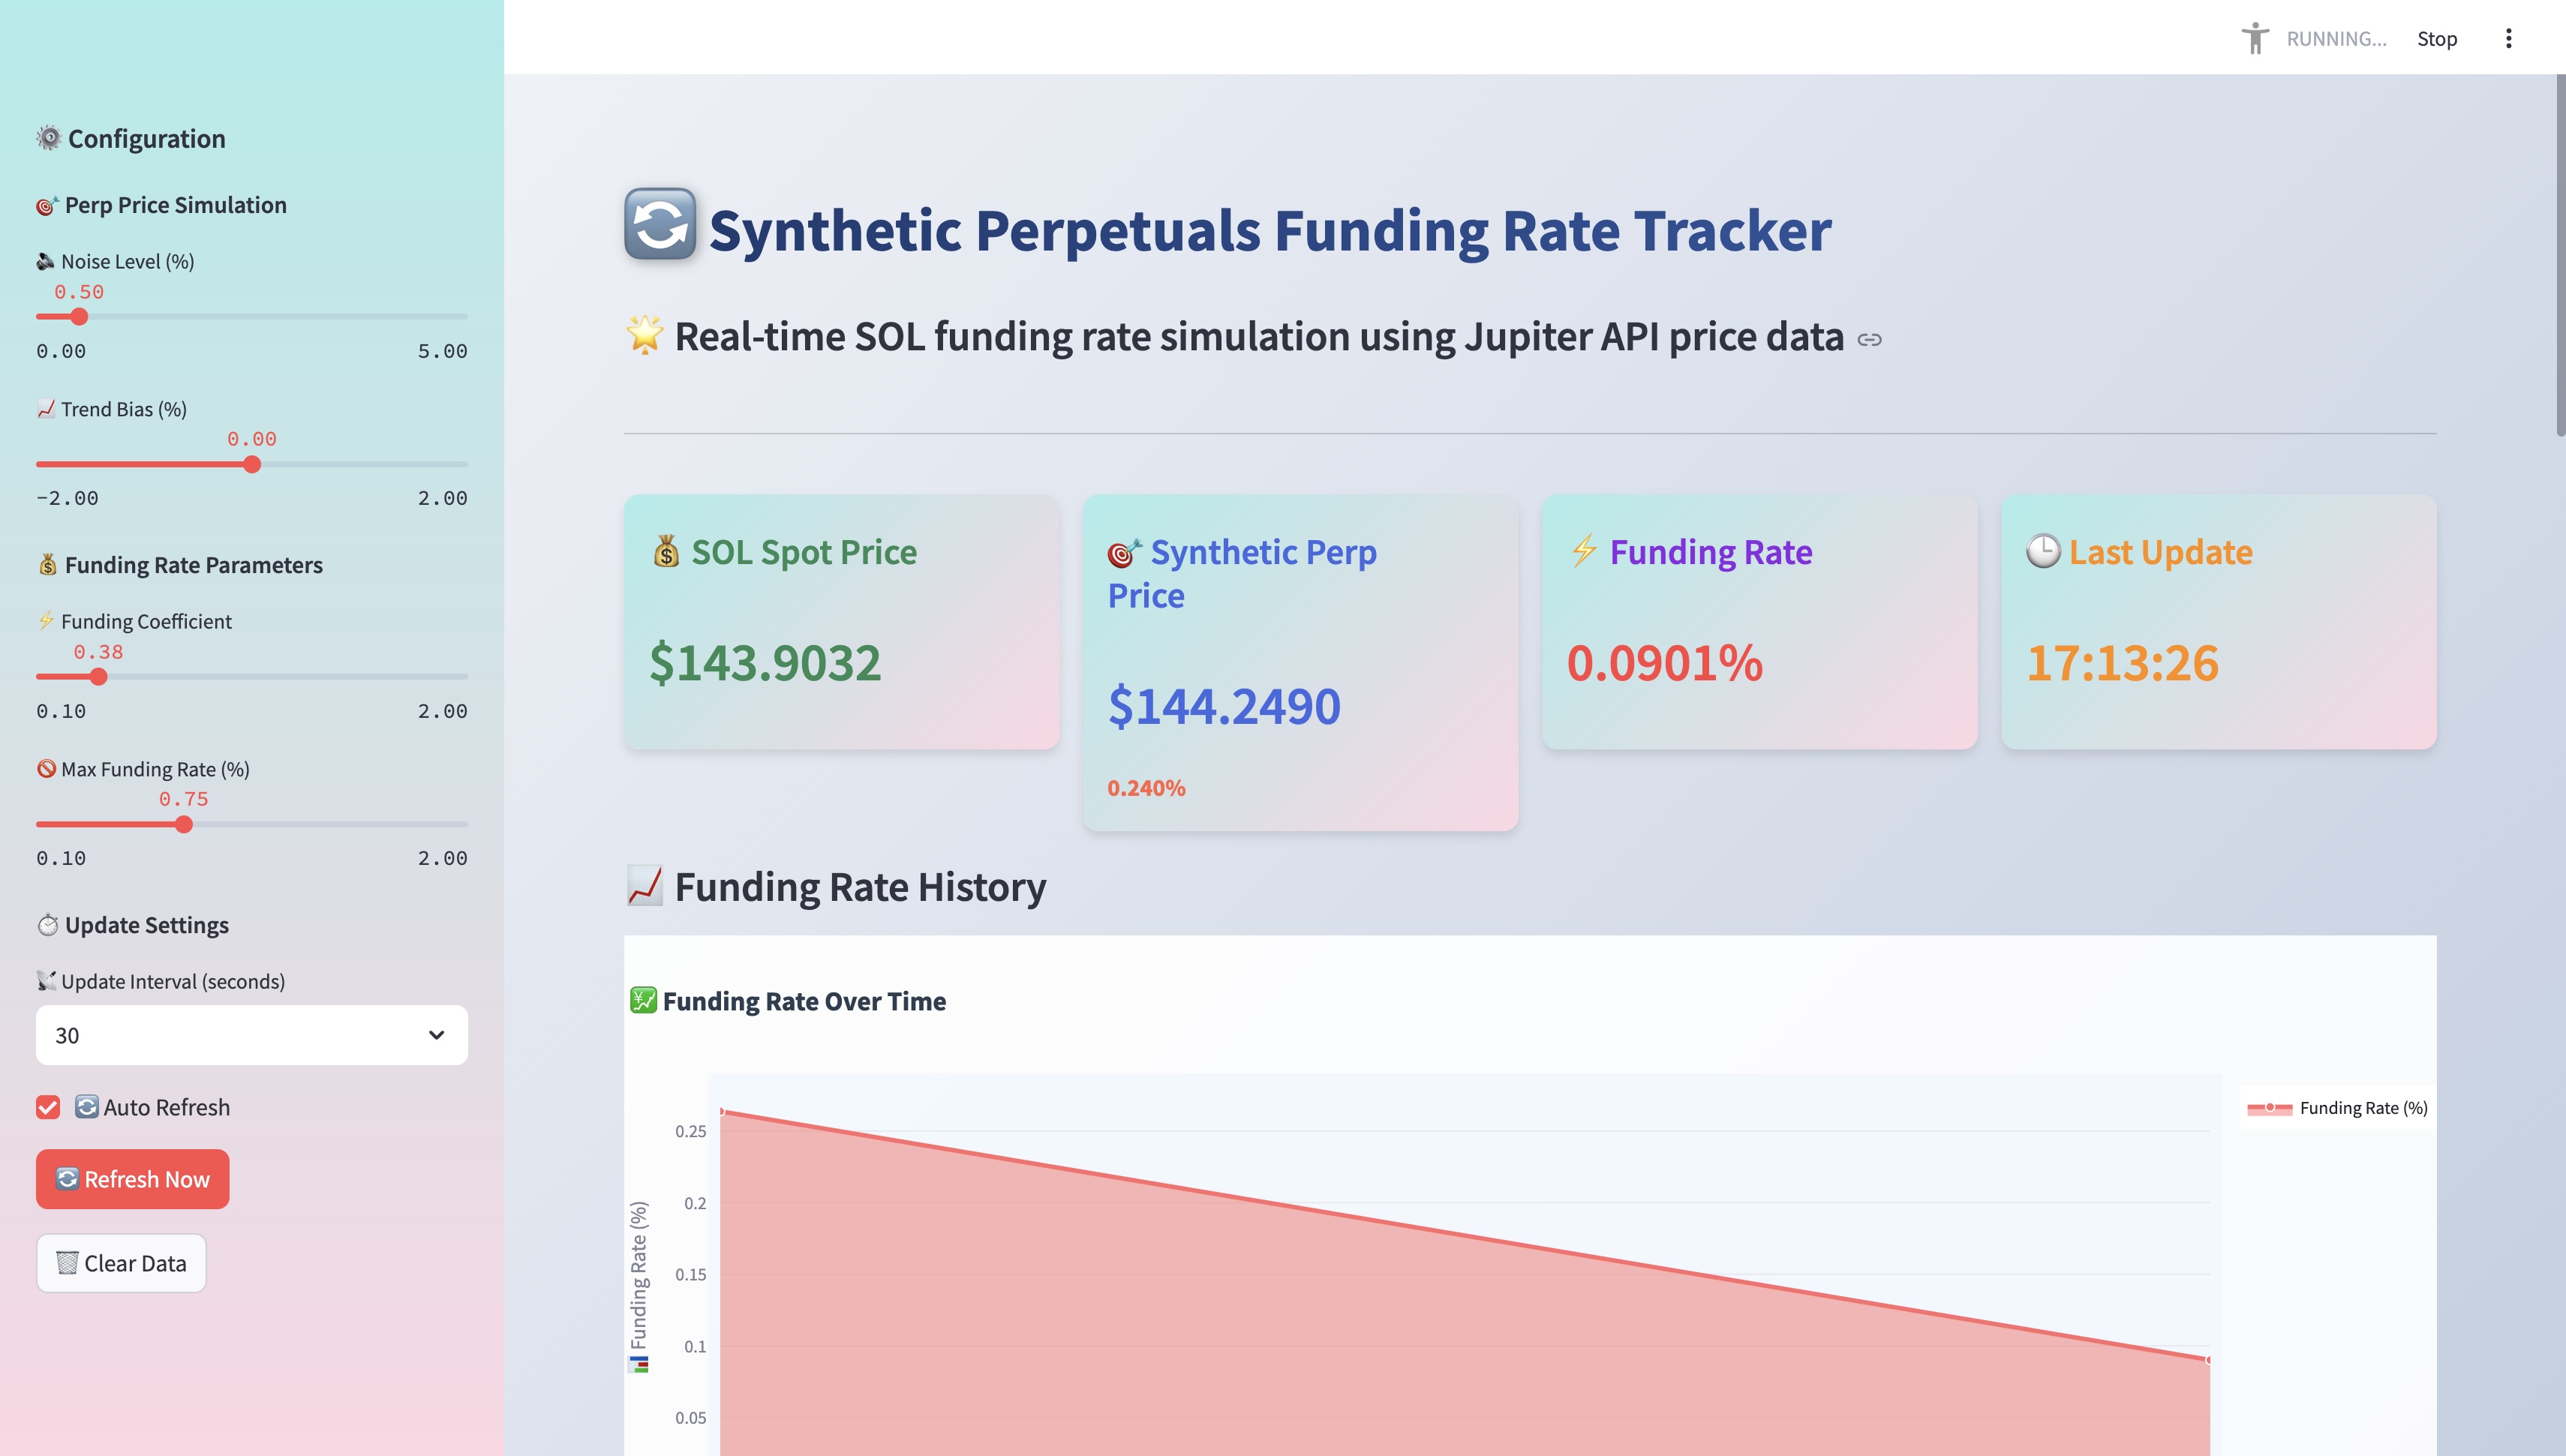 RUNNING...
Stop
Configuration
Perp Price Simulation
Noise Level (%)
0.50
0.00 5.00
Trend Bias (%)
0.00
-2.00 2.00
Funding Rate Parameters
Funding Coefficient
0.38
0.10 2.00
Max Funding Rate (%)
0.75
0.10 2.00
Update Settings
Update Interval (seconds)
30
Auto Refresh
Refresh Now
Clear Data
Synthetic Perpetuals Funding Rate Tracker
Real-time SOL funding rate simulation using Jupiter API price data
SOL Spot Price
$143.9032
Synthetic Perp
Price
$144.2490
0.240%
Funding Rate
0.0901%
Last Update
17:13:26
Funding Rate History
Funding Rate Over Time
Funding Rate (%)
0.25
0.2
0.15
0.1
0.05
Funding Rate (%)